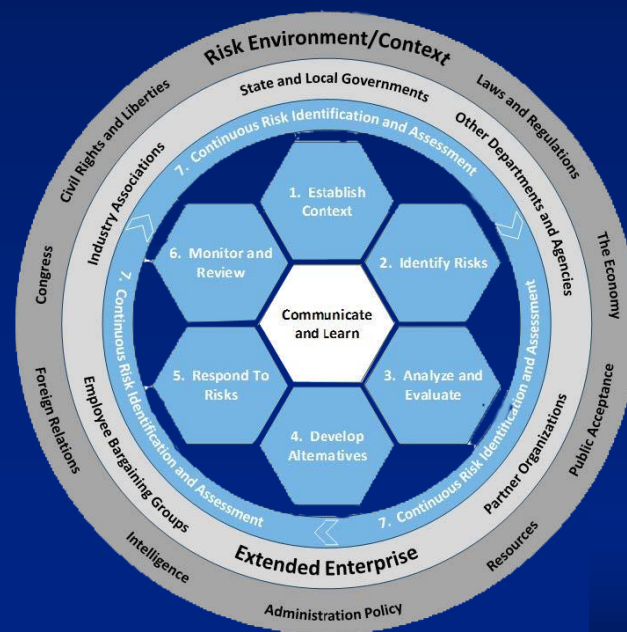 Risk Environment/Context
Laws and Regulations
The Economy
Public Acceptance
Resources
Administration Policy
Intelligence
Foreign Relations
Congress
Civil Rights and Liberties
State and Local Governments
Other Departments and Agencies
Partner Organizations
Extended Enterprise
Employee Bargaining Groups
Industry Associations
7. Continuous Risk Identification and Assessment
7. Continuous Risk Identification and Assessment
7. Continuous Risk Identification and Assessment
7. Continuous Risk Identification and Assessment
1. Establish
Context
2. Identify Risks
3. Analyze and
Evaluate
4. Develop
Alternatives
5. Respond To
Risks
6. Monitor and
Review
Communicate
and Learn